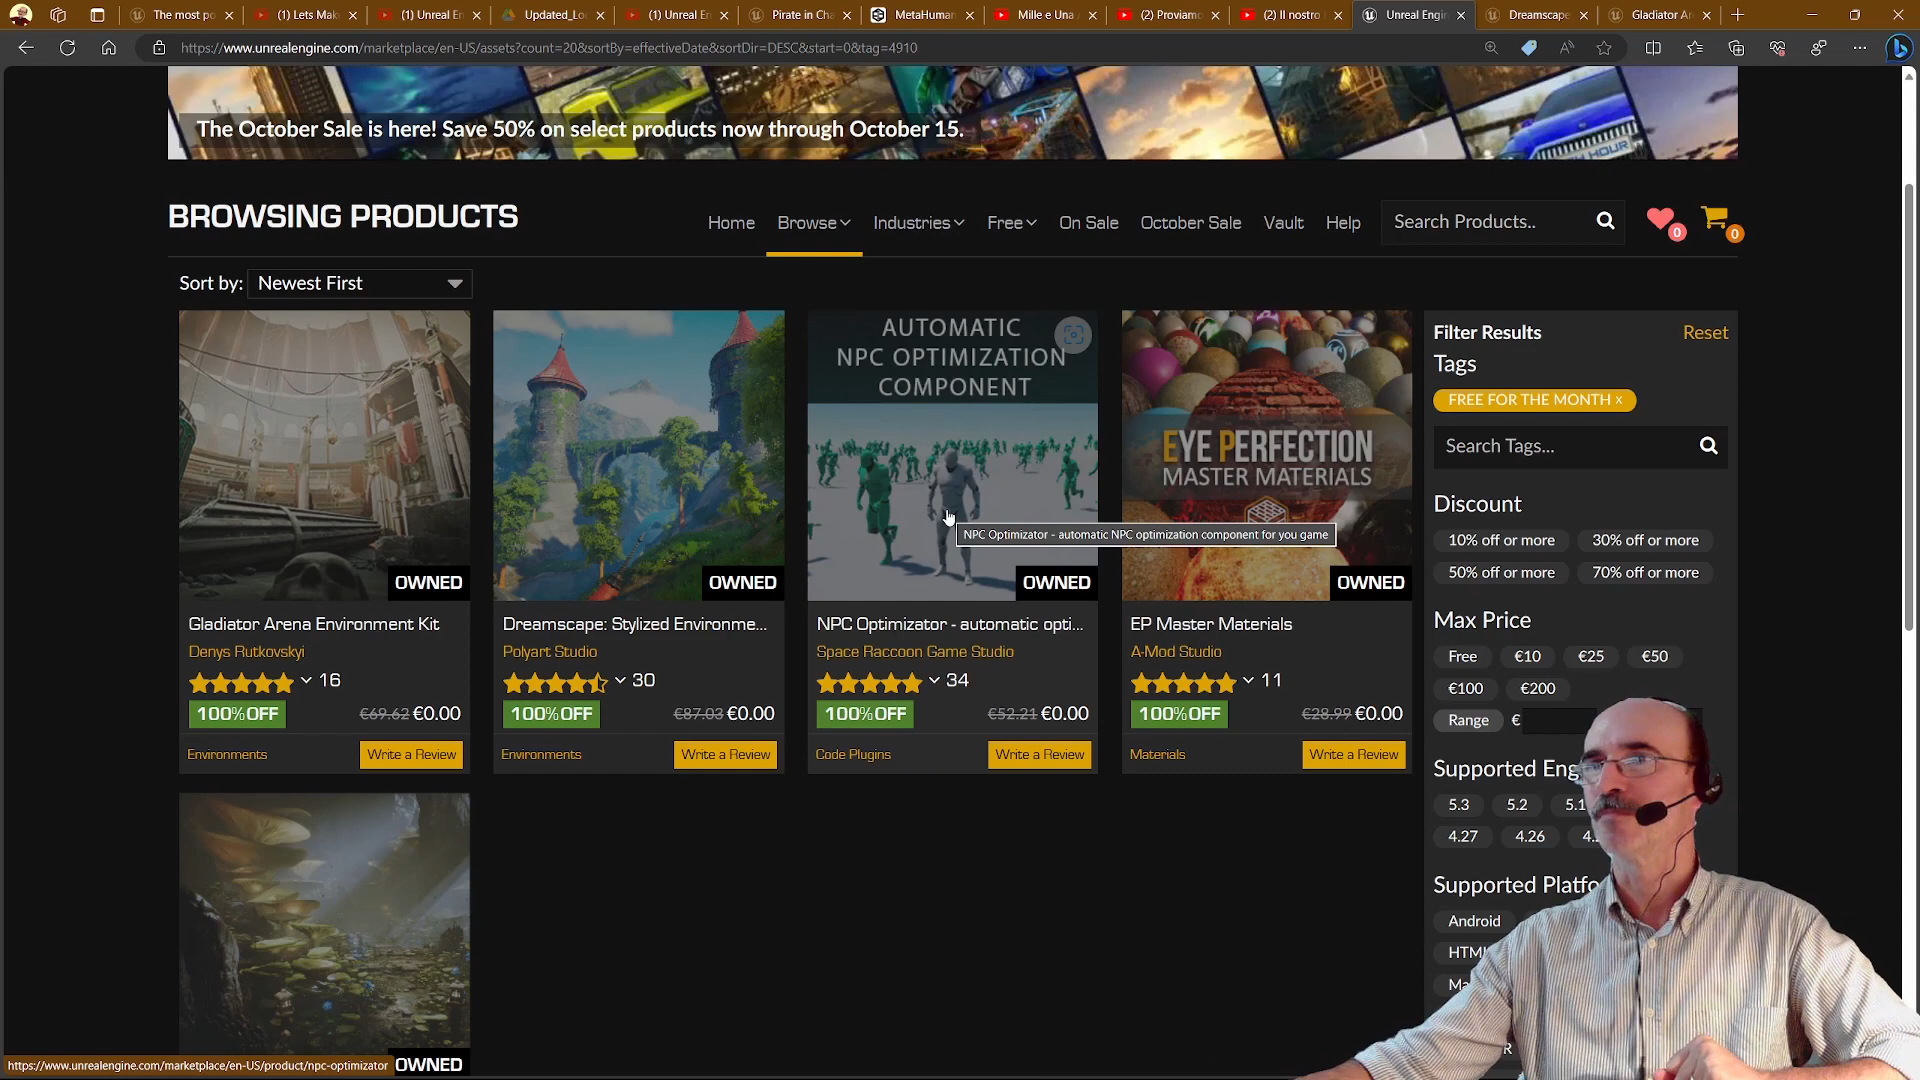 The most po
(1) Lets Mak
(1) Unreal En
Updated_Lo
(1) Unreal En
Pirate in Cha
MetaHuman
Mille e Una
(2) Proviamo
(2) Il nostro
Unreal Engin
Dreamscape
Gladiator Ar
https://www.unrealengine.com/marketplace/en-US/assets?count=20&sortBy=effectiveDate&sortDir=DESC&start=0&tag=4910
The October Sale is here! Save 50% on select products now through October 15.
BROWSING PRODUCTS
Home Browse Industries Free On Sale October Sale Vault Help
Search Products..
0
0
Sort by: Newest First
AUTOMATIC
NPC OPTIMIZATION
COMPONENT
EYE PERFECTION
MASTER MATERIALS
NPC Optimizator - automatic NPC optimization component for you game
OWNED
OWNED
OWNED
OWNED
Gladiator Arena Environment Kit
Denys Rutkovskyi
16
100%OFF €69.62 €0.00
Environments Write a Review
Dreamscape: Stylized Environme...
Polyart Studio
30
100%OFF €87.03 €0.00
Environments Write a Review
NPC Optimizator - automatic opti...
Space Raccoon Game Studio
34
100%OFF €52.21 €0.00
Code Plugins Write a Review
EP Master Materials
A-Mod Studio
11
100%OFF €28.99 €0.00
Materials Write a Review
OWNED
Filter Results Reset
Tags
FREE FOR THE MONTH x
Search Tags...
Discount
10% off or more 30% off or more
50% off or more 70% off or more
Max Price
Free €10 €25 €50
€100 €200
Range €
Supported Eng
5.3 5.2 5.1
4.27 4.26 4.
Supported Platfo
Android
HTM
Ma
R
https://www.unrealengine.com/marketplace/en-US/product/npc-optimizator